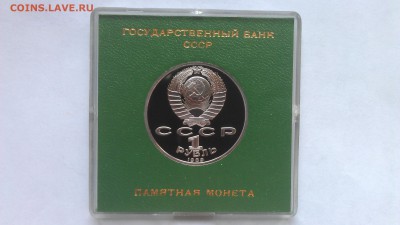 COINS.LAVE.RU
ГОСУДАРСТВЕННЫЙ БАНК
СССР
СССР
1
РУБЛЬ
ПАМЯТНАЯ МОНЕТА